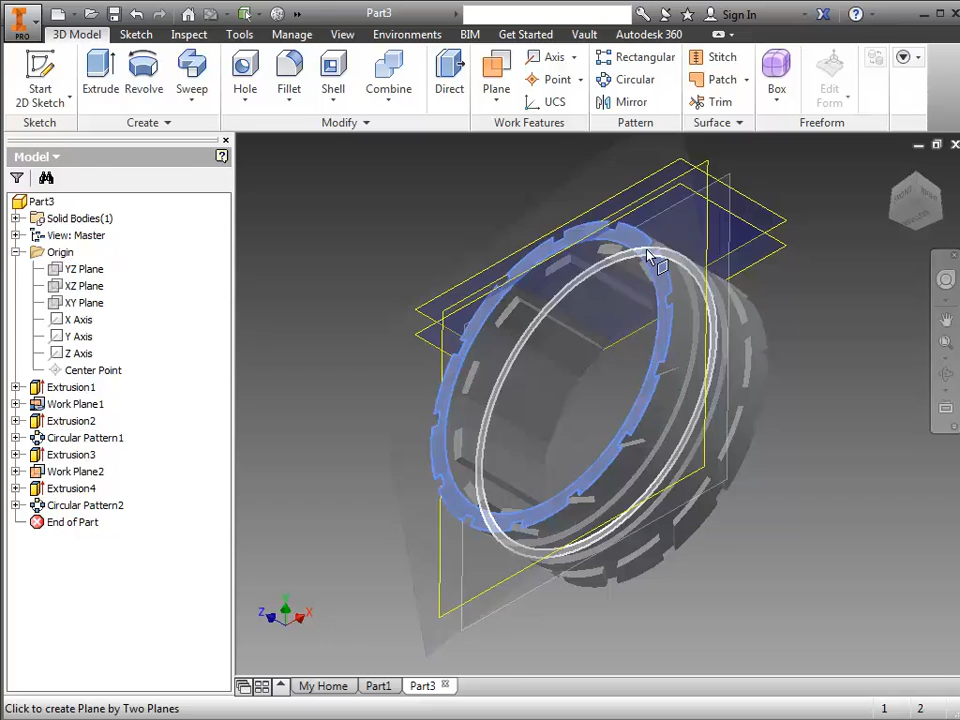 Part3
Sign In
PRO
3D Model Sketch Inspect Tools Manage View Environments BIM Get Started Vault Autodesk 360
Start
2D Sketch
Extrude Revolve Sweep
Hole Fillet Shell Combine Direct
Plane Axis Point UCS
Rectangular Circular Mirror
Stitch Patch Trim
Box
Edit
Form
Sketch Create Modify Work Features Pattern Surface Freeform
Model
Part3
Solid Bodies(1)
View: Master
Origin
YZ Plane
XZ Plane
XY Plane
X Axis
Y Axis
Z Axis
Center Point
Extrusion1
Work Plane1
Extrusion2
Circular Pattern1
Extrusion3
Work Plane2
Extrusion4
Circular Pattern2
End of Part
Y
Z X
My Home Part1 Part3
Click to create Plane by Two Planes 1 2